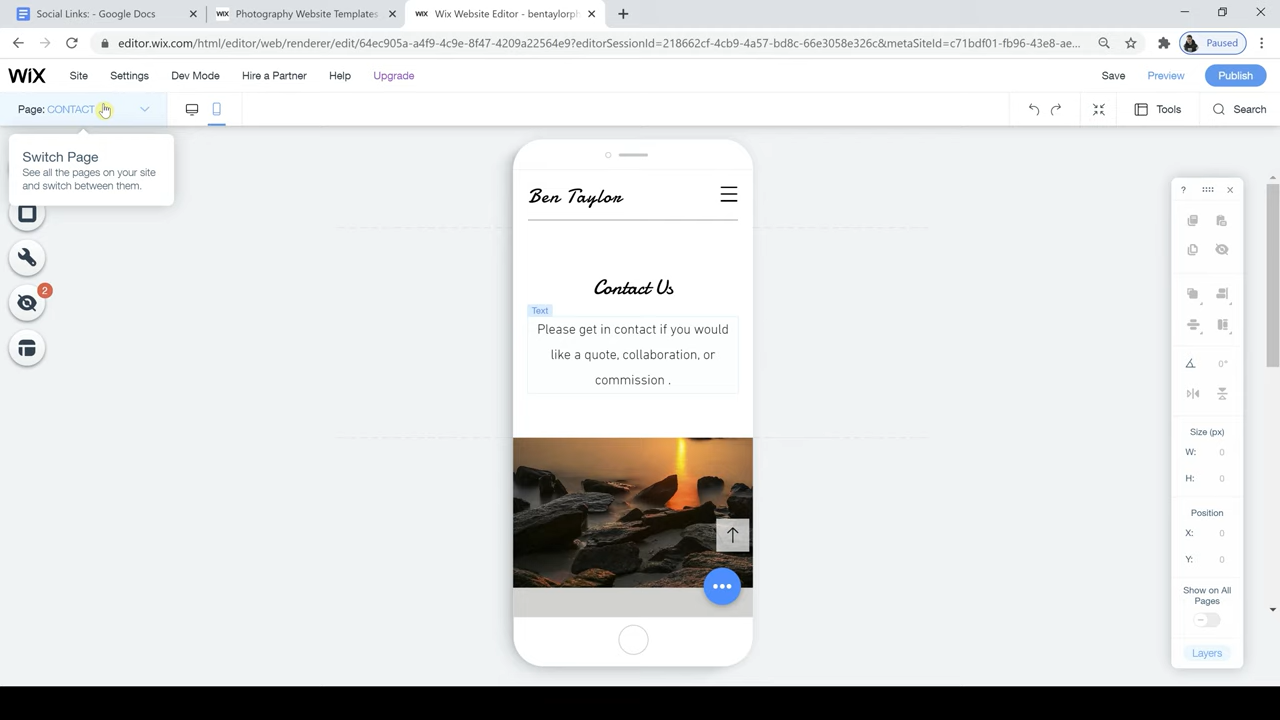 Social Links: - Google Docs
WiX Photography Website Templates
WiX Wix Website Editor - bentaylorph
editor.wix.com/html/editor/web/renderer/edit/64ec905a-a4f9-4c9e-8f47-4209a22564e9?editorSessionId=218662cf-4cb9-4a57-bd8c-66e3058e326c&metaSiteId=c71bdf01-fb96-43e8-ae...
Paused
WiX Site Settings Dev Mode Hire a Partner Help Upgrade Save Preview Publish
Page: CONTACT Tools Search
Switch Page
See all the pages on your site
and switch between them.
2
Ben Taylor
Contact Us
Text
Please get in contact if you would
like a quote, collaboration, or
commission .
?
0°
Size (px)
W: 0
H: 0
Position
X: 0
Y: 0
Show on All
Pages
Layers